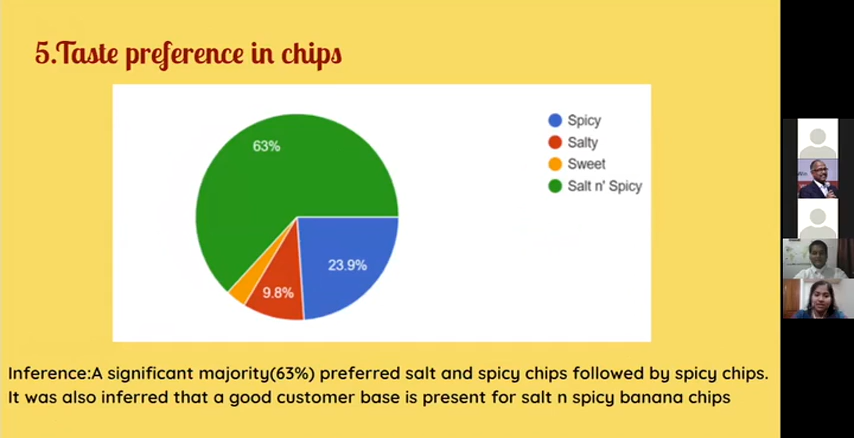 5.Taste preference in chips
63%
23.9%
9.8%
Spicy
Salty
Sweet
Salt n' Spicy
Inference:A significant majority(63%) preferred salt and spicy chips followed by spicy chips.
It was also inferred that a good customer base is present for salt n spicy banana chips